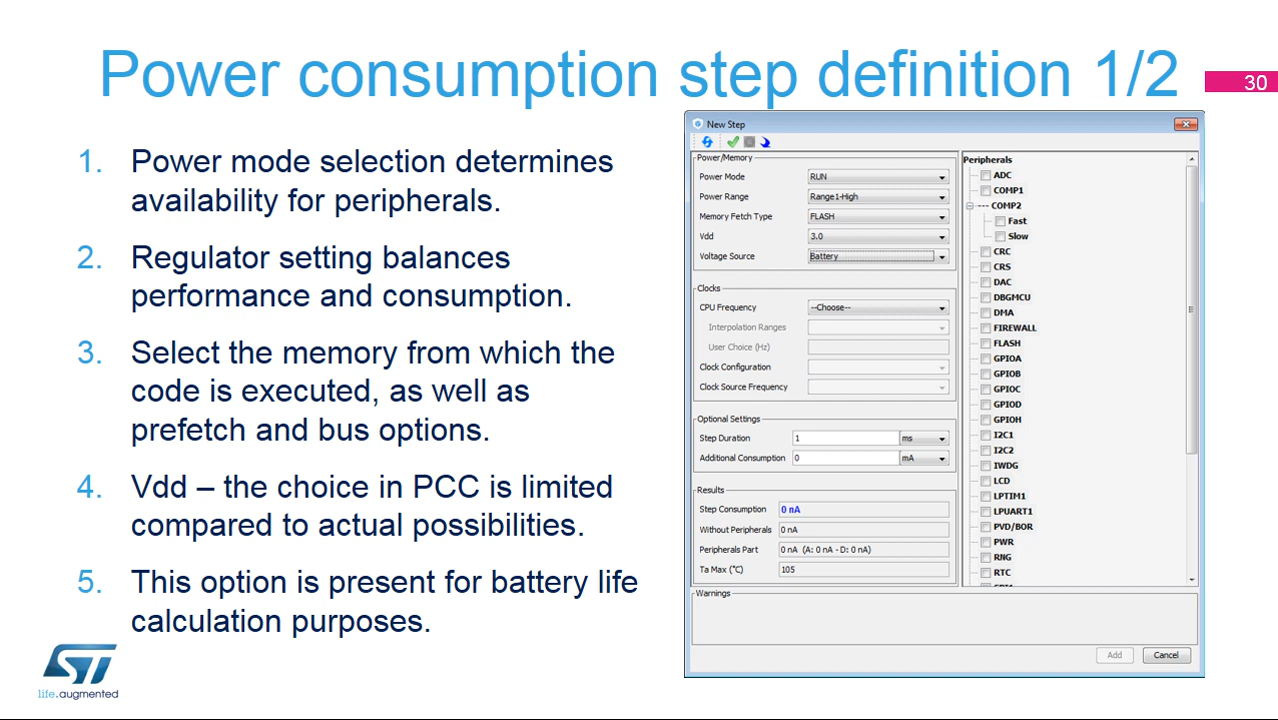 Power consumption step definition 1/2
30
1. Power mode selection determines
availability for peripherals.
2. Regulator setting balances
performance and consumption.
3. Select the memory from which the
code is executed, as well as
prefetch and bus options.
4. Vdd – the choice in PCC is limited
compared to actual possibilities.
5. This option is present for battery life
calculation purposes.
ST
life.augmented
New Step
Power/Memory
Power Mode RUN
Power Range Range1-High
Memory Fetch Type FLASH
Vdd 3.0
Voltage Source Battery
Clocks
CPU Frequency --Choose--
Interpolation Ranges
User Choice (Hz)
Clock Configuration
Clock Source Frequency
Optional Settings
Step Duration 1 ms
Additional Consumption 0 mA
Results
Step Consumption 0 nA
Without Peripherals 0 nA
Peripherals Part 0 nA (A: 0 nA - D: 0 nA)
Ta Max (°C) 105
Peripherals
ADC
COMP1
COMP2
Fast
Slow
CRC
CRS
DAC
DBGMCU
DMA
FIREWALL
FLASH
GPIOA
GPIOB
GPIOC
GPIOD
GPIOH
I2C1
I2C2
IWDG
LCD
LPTIM1
LPUART1
PVD/BOR
PWR
RNG
RTC
Warnings
Add Cancel